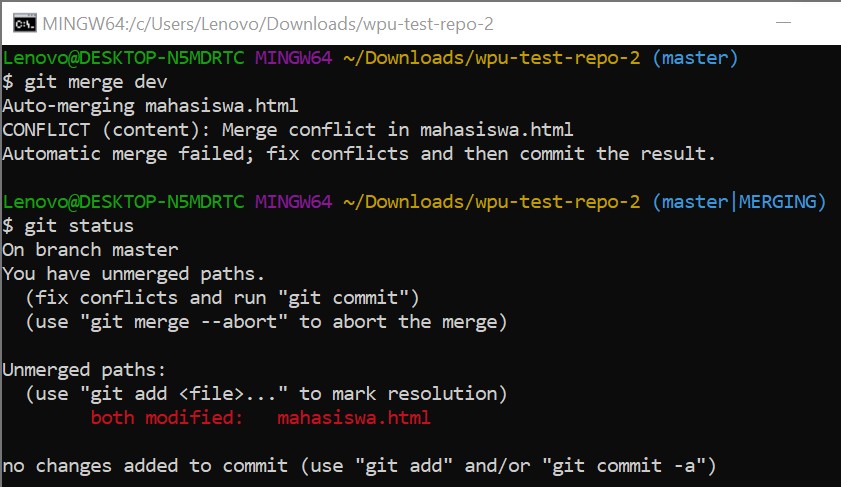 MINGW64:/c/Users/Lenovo/Downloads/wpu-test-repo-2
Lenovo@DESKTOP-N5MDRTC MINGW64 ~/Downloads/wpu-test-repo-2 (master)
$ git merge dev
Auto-merging mahasiswa.html
CONFLICT (content): Merge conflict in mahasiswa.html
Automatic merge failed; fix conflicts and then commit the result.
Lenovo@DESKTOP-N5MDRTC MINGW64 ~/Downloads/wpu-test-repo-2 (master|MERGING)
$ git status
On branch master
You have unmerged paths.
  (fix conflicts and run "git commit")
  (use "git merge --abort" to abort the merge)
Unmerged paths:
  (use "git add <file>..." to mark resolution)
        both modified:   mahasiswa.html
no changes added to commit (use "git add" and/or "git commit -a")